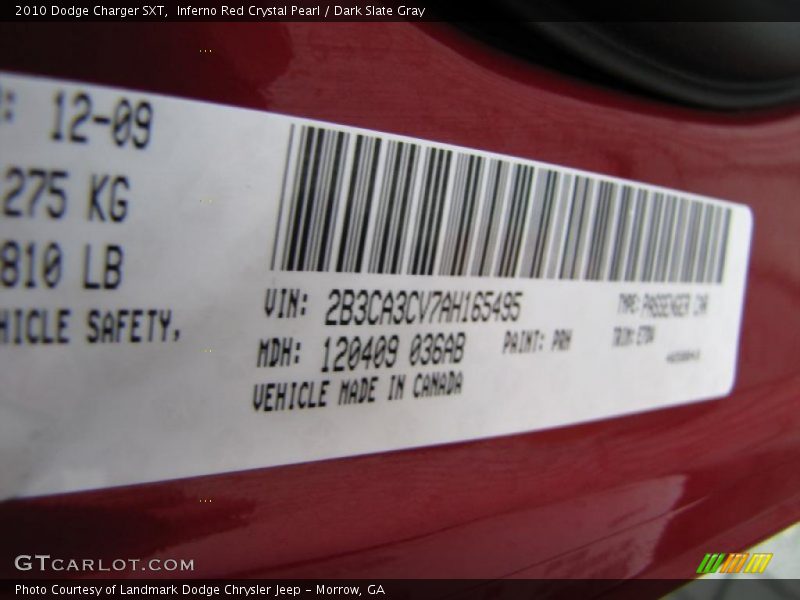 2010 Dodge Charger SXT,  Inferno Red Crystal Pearl / Dark Slate Gray
12-09
275 KG
810 LB
HICLE SAFETY,
VIN: 2B3CA3CV7AH165495
TYPE: PASSENGER CAR
MDH: 120409 036AB
PAINT: PRH
TRIM:
VEHICLE MADE IN CANADA
GTCARLOT.COM
Photo Courtesy of Landmark Dodge Chrysler Jeep - Morrow, GA